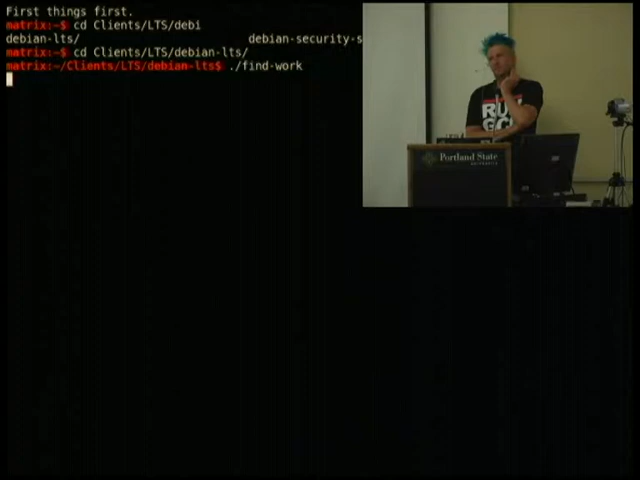 First things first.
matrix:~$ cd Clients/LTS/debi
debian-lts/ debian-security-s
matrix:~$ cd Clients/LTS/debian-lts/
matrix:~/Clients/LTS/debian-lts$ ./find-work
RUN
Portland State